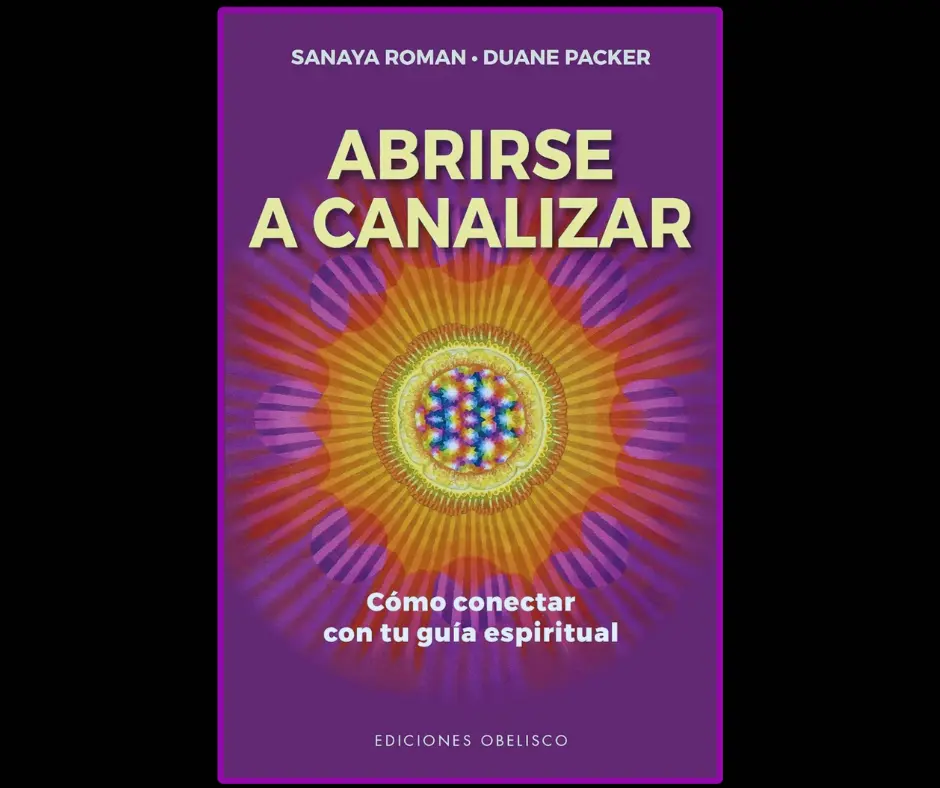 SANAYA ROMAN • DUANE PACKER
ABRIRSE
A CANALIZAR
Cómo conectar
con tu guía espiritual
EDICIONES OBELISCO